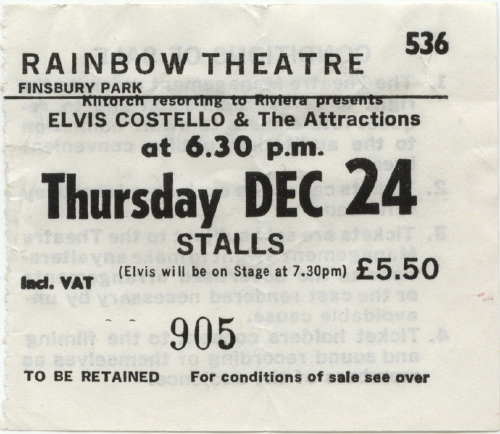 536
RAINBOW THEATRE
FINSBURY PARK
Kiltorch resorting to Riviera presents
ELVIS COSTELLO & The Attractions
at 6.30 p.m.
Thursday DEC 24
STALLS
(Elvis will be on Stage at 7.30pm) £5.50
Incl. VAT
905
TO BE RETAINED For conditions of sale see over